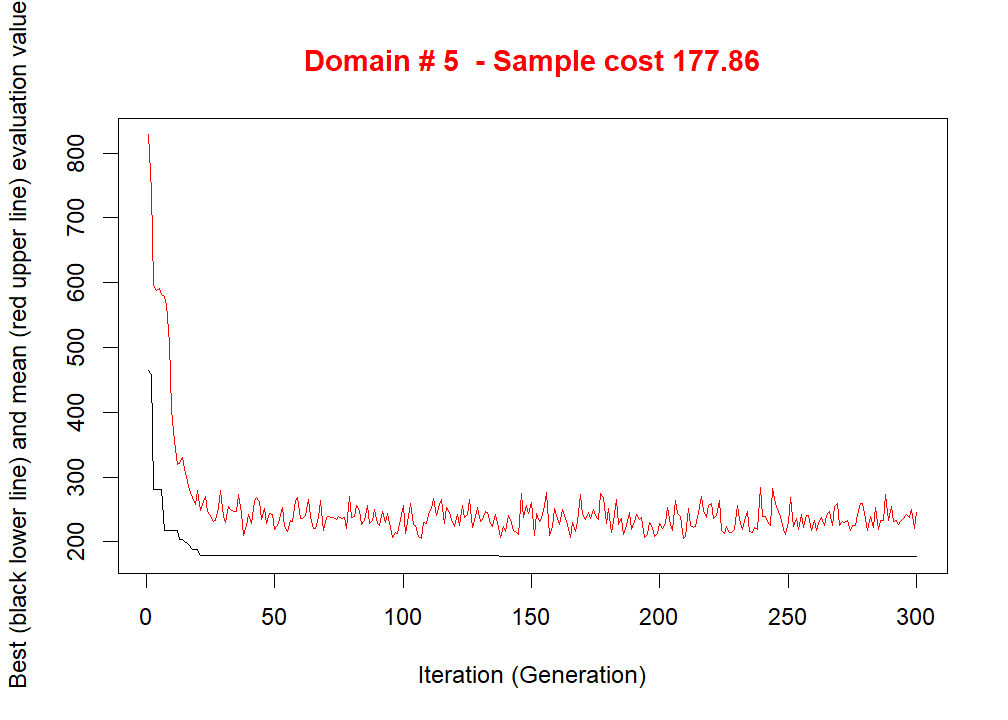 Domain # 5  - Sample cost 177.86
Best (black lower line) and mean (red upper line) evaluation value
800
700
600
500
400
300
200
0 50 100 150 200 250 300
Iteration (Generation)